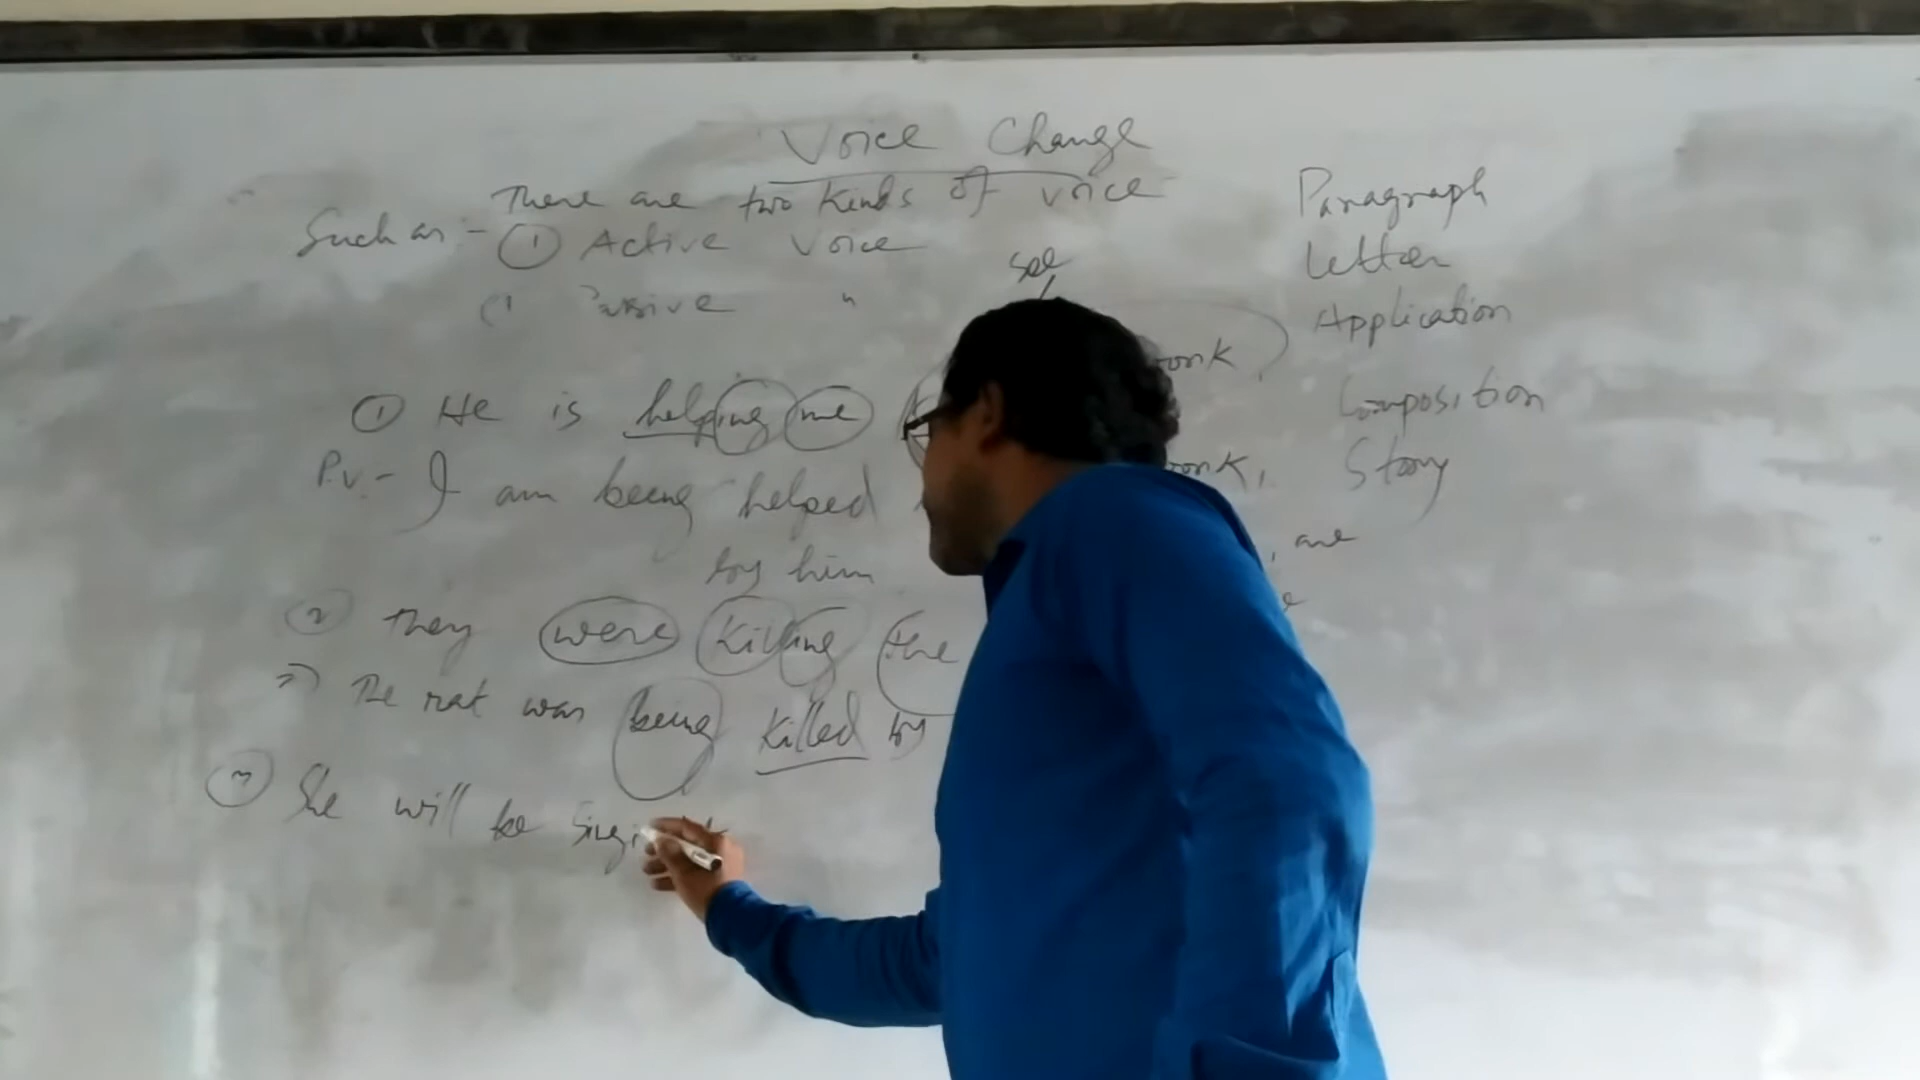 Voice Change
There are two kinds of voice
Such as :- ① Active Voice
Passive "
① He is helping me
P.V.- I am being helped
by him
② They were killing the
=> The rat was being killed by
③ She will be singi
Paragraph
Letter
Application
Composition
Story
, are